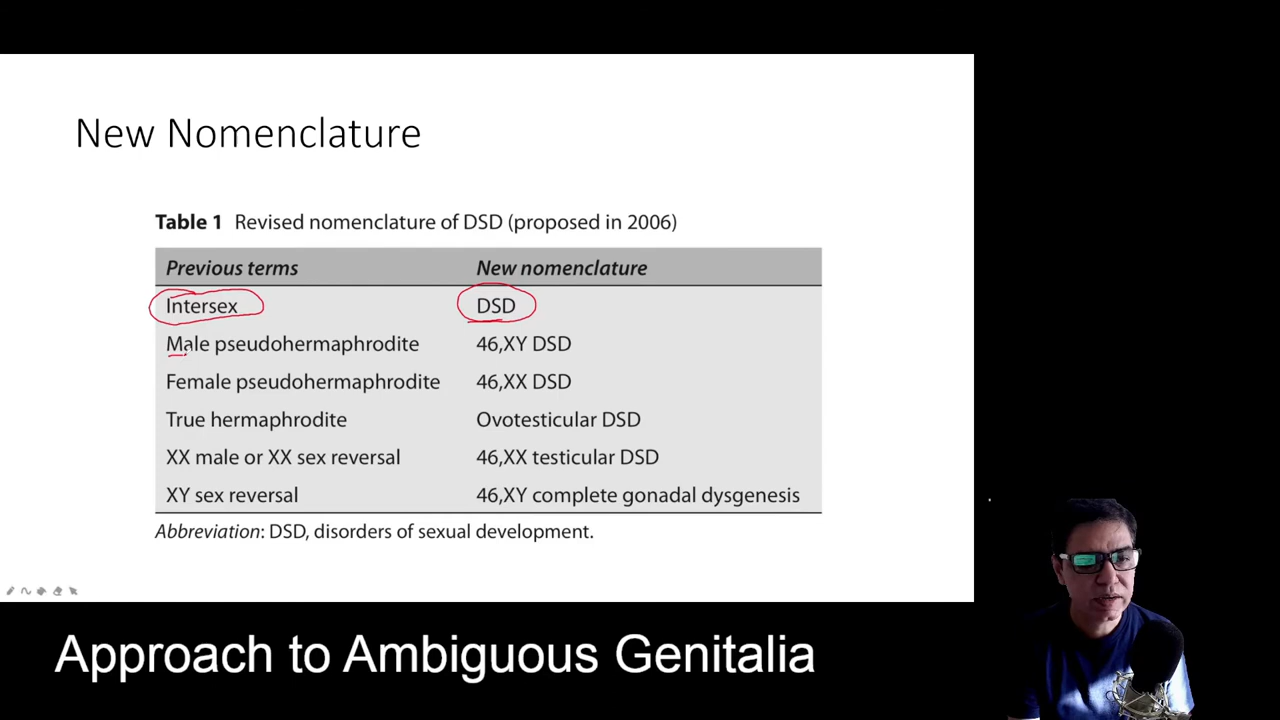 New Nomenclature
Table 1 Revised nomenclature of DSD (proposed in 2006)
Previous terms New nomenclature
Intersex DSD
Male pseudohermaphrodite 46,XY DSD
Female pseudohermaphrodite 46,XX DSD
True hermaphrodite Ovotesticular DSD
XX male or XX sex reversal 46,XX testicular DSD
XY sex reversal 46,XY complete gonadal dysgenesis
Abbreviation: DSD, disorders of sexual development.
Approach to Ambiguous Genitalia